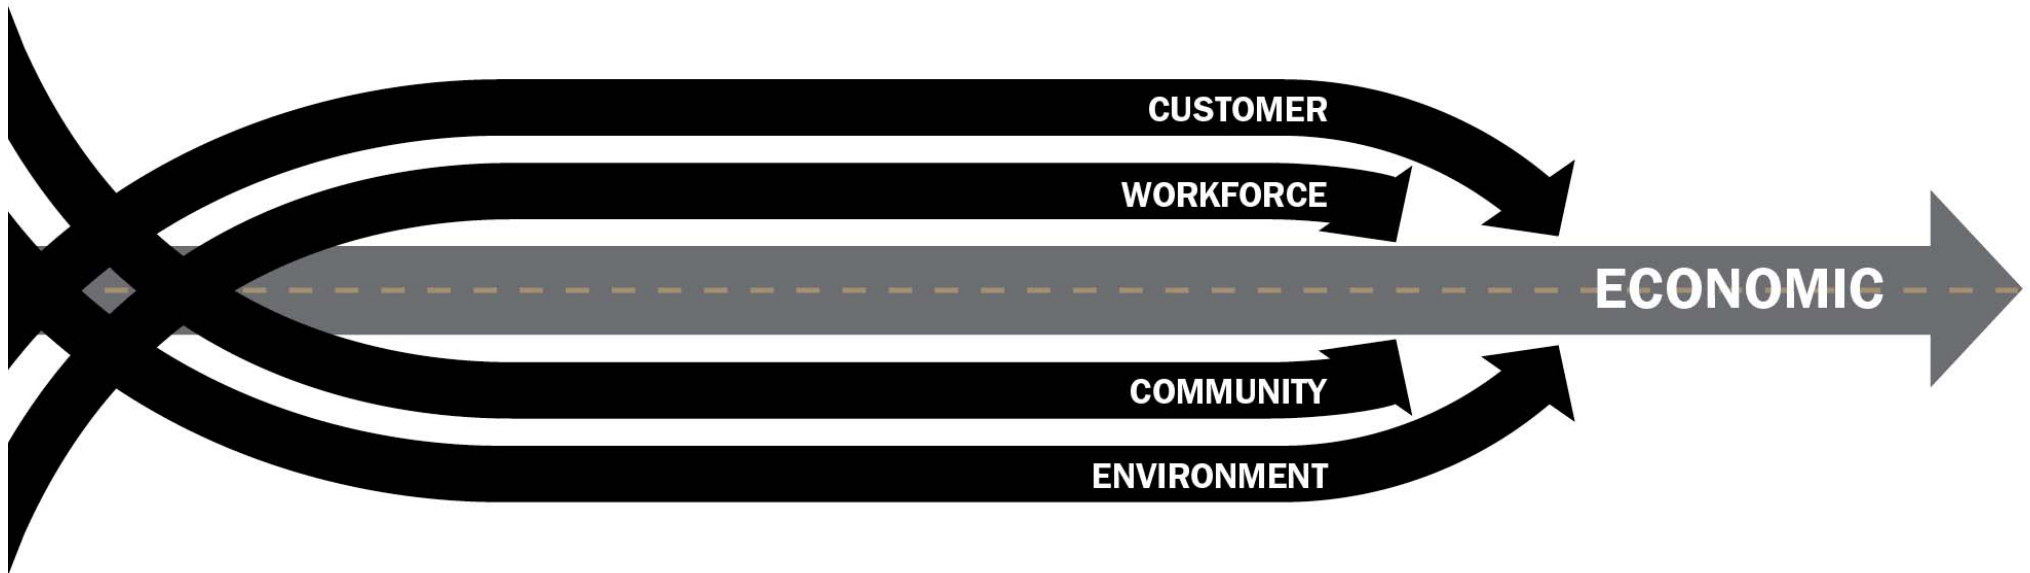 CUSTOMER
WORKFORCE
ECONOMIC
COMMUNITY
ENVIRONMENT